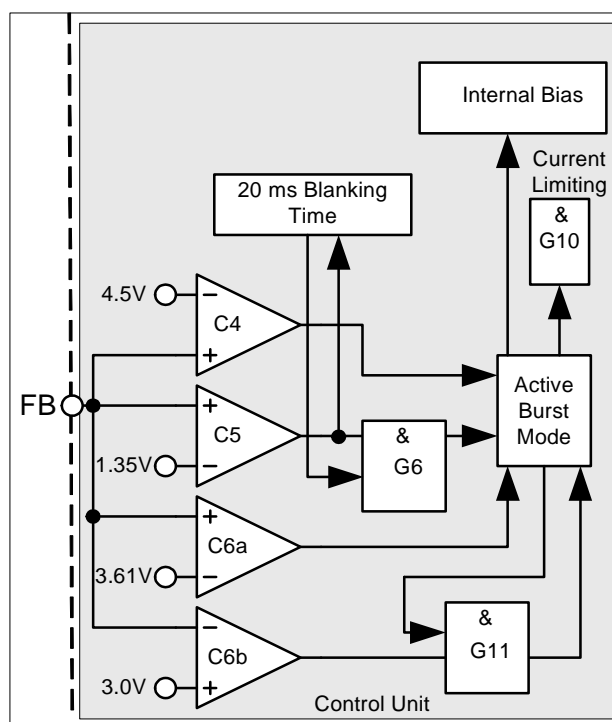 Internal Bias
Current
Limiting
20 ms Blanking
Time
&
G10
4.5V
−
C4
+
FB
+
C5
−
1.35V
&
G6
Active
Burst
Mode
+
C6a
−
3.61V
−
C6b
+
3.0V
&
G11
Control Unit